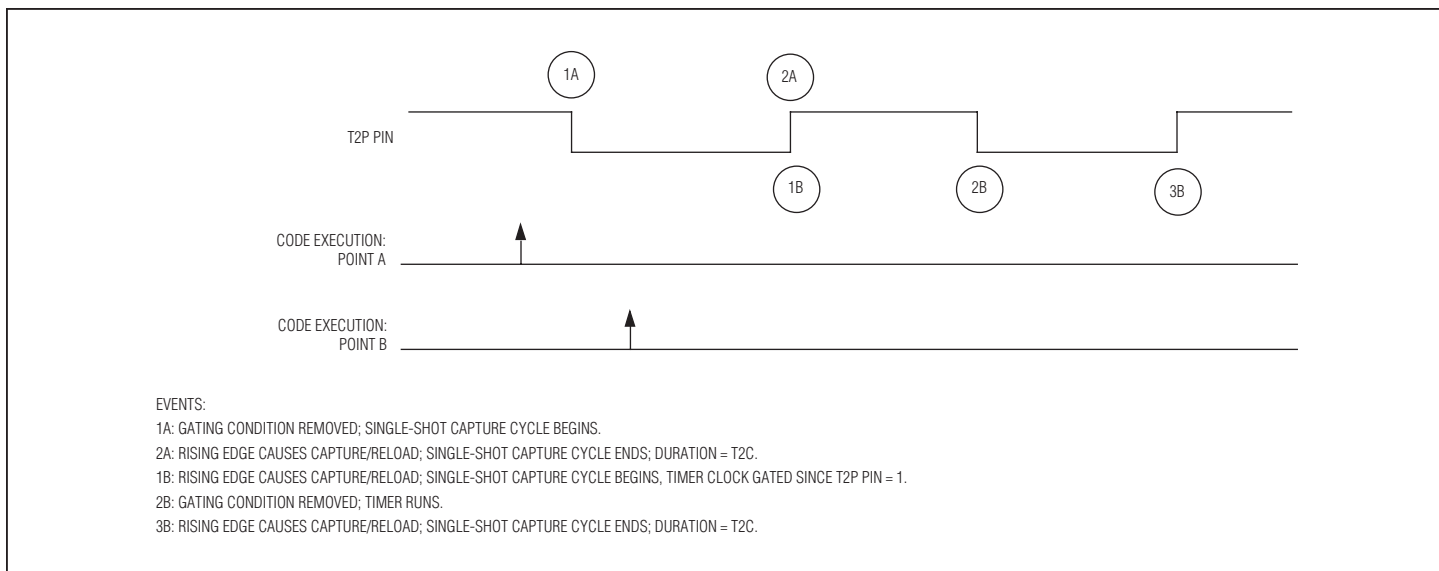 1A
2A
T2P PIN
1B
2B
3B
CODE EXECUTION:
POINT A
CODE EXECUTION:
POINT B
EVENTS:
1A: GATING CONDITION REMOVED; SINGLE-SHOT CAPTURE CYCLE BEGINS.
2A: RISING EDGE CAUSES CAPTURE/RELOAD; SINGLE-SHOT CAPTURE CYCLE ENDS; DURATION = T2C.
1B: RISING EDGE CAUSES CAPTURE/RELOAD; SINGLE-SHOT CAPTURE CYCLE BEGINS, TIMER CLOCK GATED SINCE T2P PIN = 1.
2B: GATING CONDITION REMOVED; TIMER RUNS.
3B: RISING EDGE CAUSES CAPTURE/RELOAD; SINGLE-SHOT CAPTURE CYCLE ENDS; DURATION = T2C.